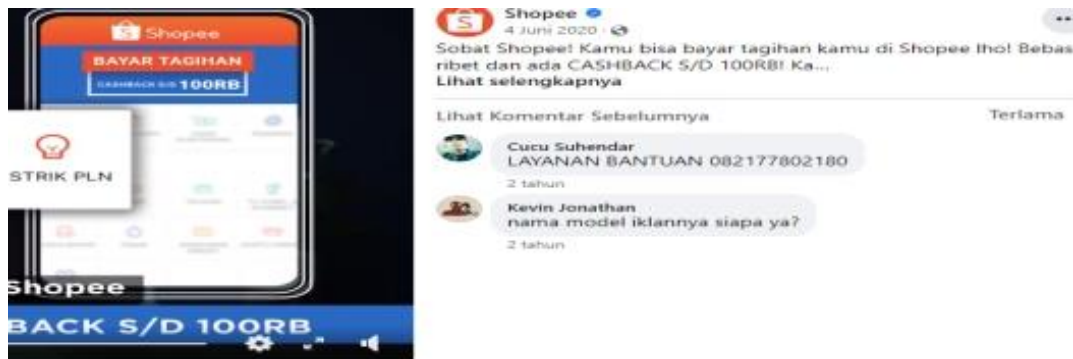 Shopee
BAYAR TAGIHAN
CASHBACK S/D 100RB
STRIK PLN
Shopee
BACK S/D 100RB
Shopee
4 Juni 2020
Sobat Shopee! Kamu bisa bayar tagihan kamu di Shopee lho! Bebas
ribet dan ada CASHBACK S/D 100RB! Ka...
Lihat selengkapnya
Lihat Komentar Sebelumnya
Terlama
Cucu Suhendar
LAYANAN BANTUAN 082177802180
2 tahun
Kevin Jonathan
nama model iklannya siapa ya?
2 tahun